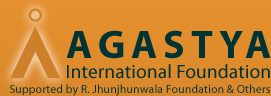 AGASTYA
International Foundation
Supported by R. Jhunjhunwala Foundation & Others